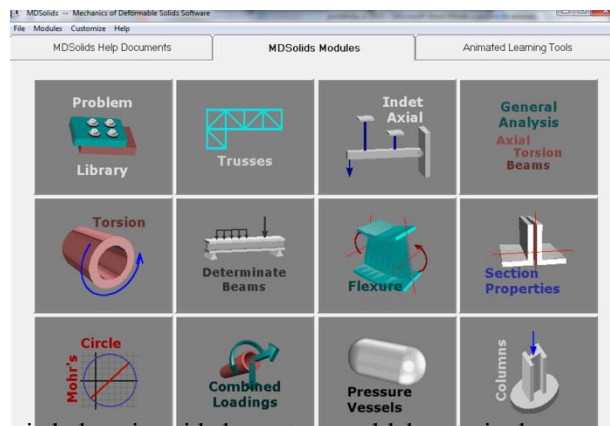 MDSolids -- Mechanics of Deformable Solids Software
File Modules Customize Help
MDSolids Help Documents
MDSolids Modules
Animated Learning Tools
Problem
Library
Trusses
Indet
Axial
General
Analysis
Axial
Torsion
Beams
Torsion
Determinate
Beams
Flexure
Section
Properties
Mohr's
Circle
Combined
Loadings
Pressure
Vessels
Columns